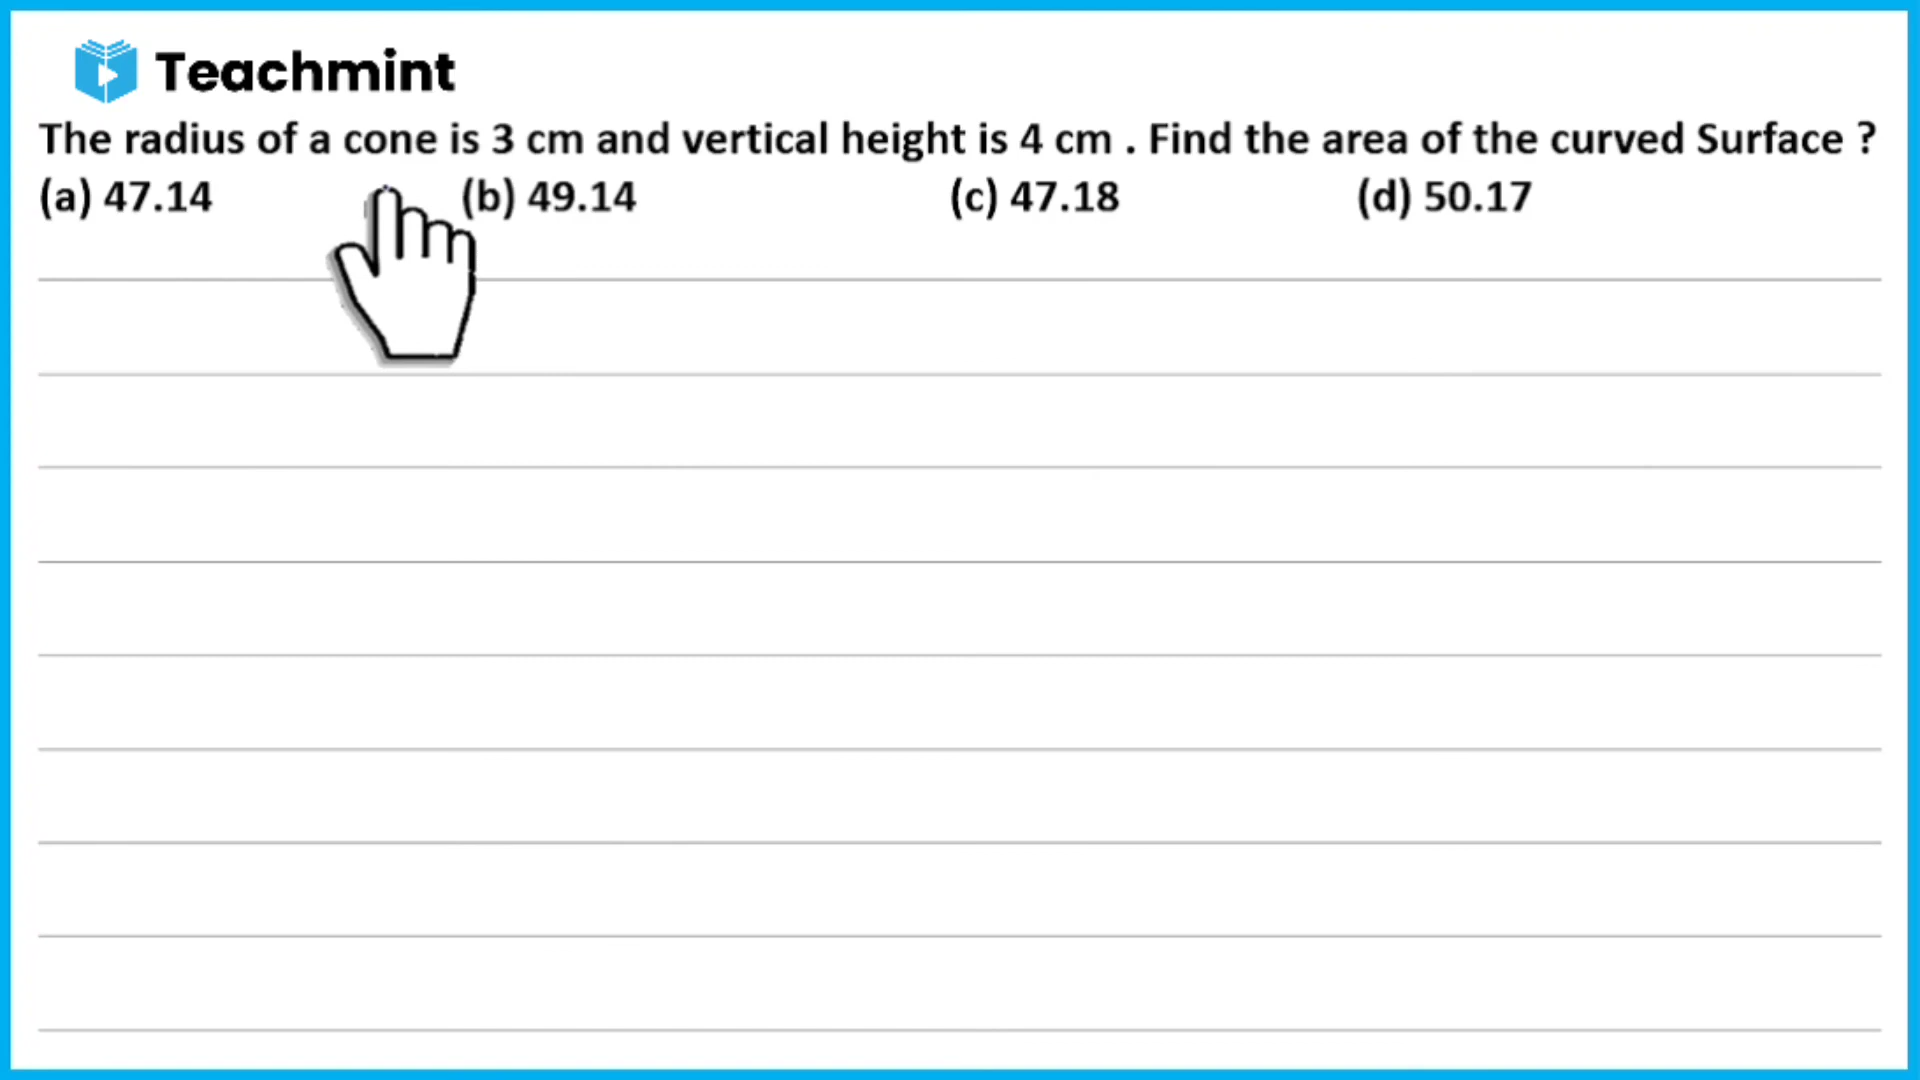 Teachmint
The radius of a cone is 3 cm and vertical height is 4 cm . Find the area of the curved Surface ?
(a) 47.14 (b) 49.14 (c) 47.18 (d) 50.17